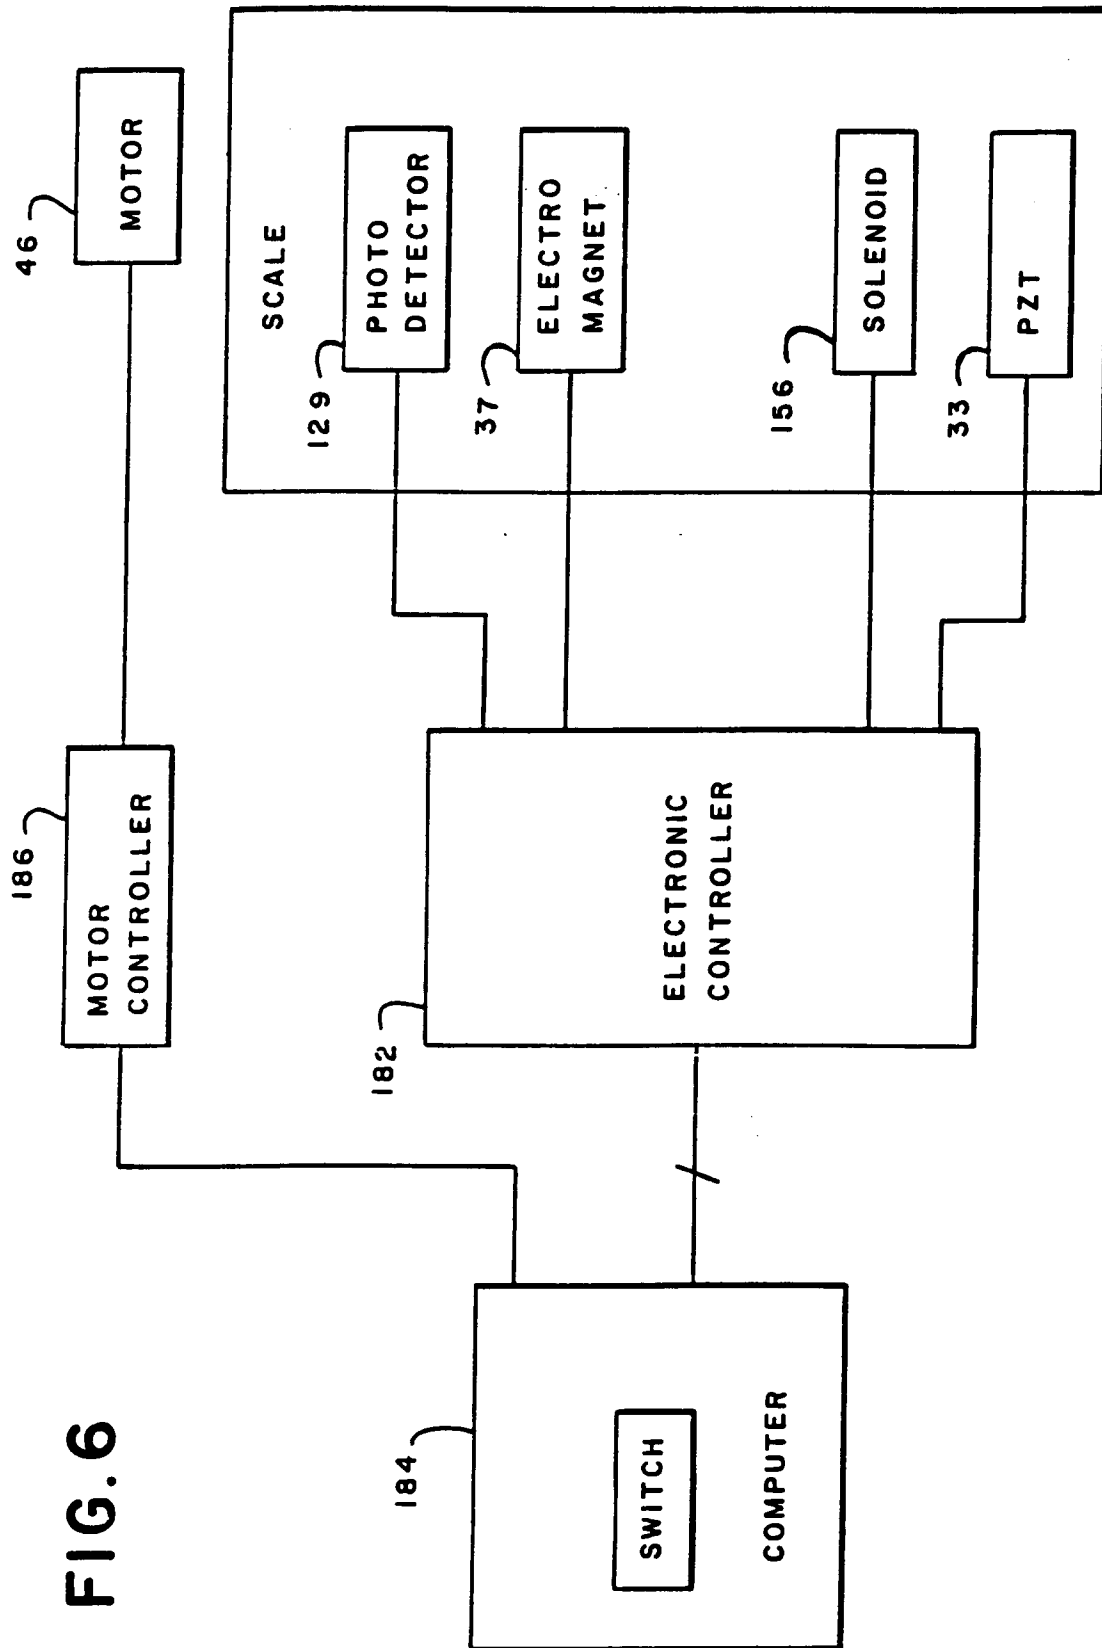 FIG. 6
184
SWITCH
COMPUTER
186
MOTOR
CONTROLLER
182
ELECTRONIC
CONTROLLER
46
MOTOR
SCALE
129
PHOTO
DETECTOR
37
ELECTRO
MAGNET
156
SOLENOID
33
PZT